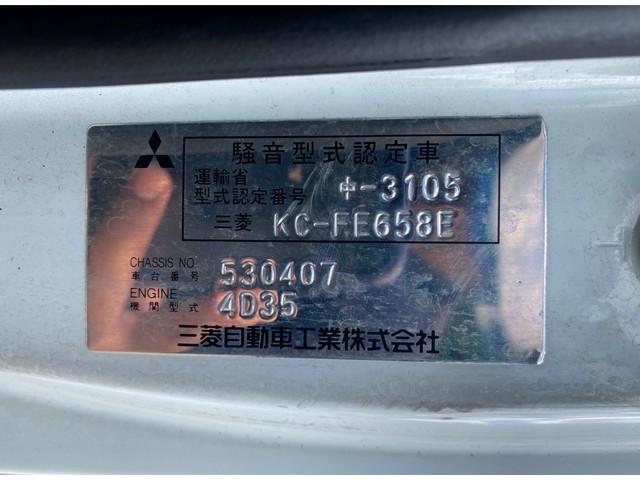 騒音型式認定車
運輸省
型式認定番号 中-3105
三菱 KC-FE658E
CHASSIS NO.
車台番号 530407
ENGINE
機関型式 4D35
三菱自動車工業株式会社